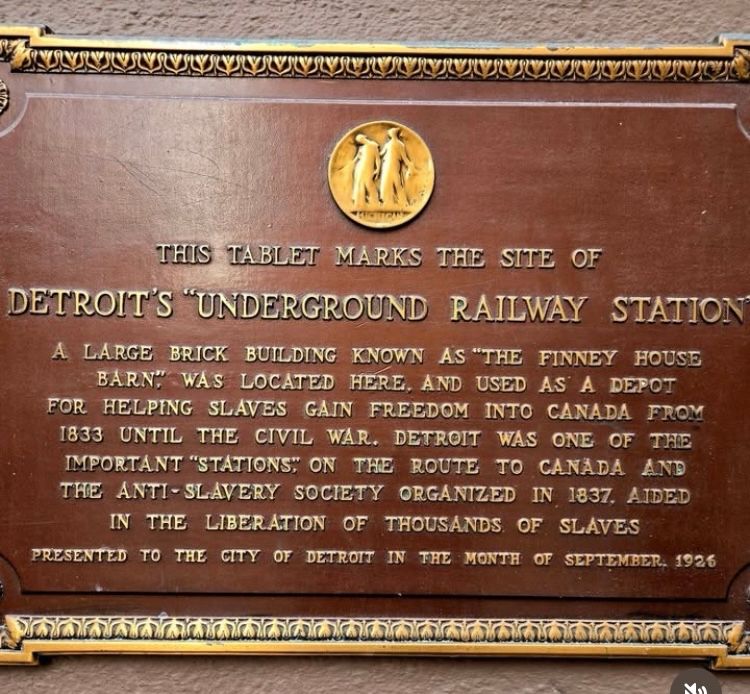 MICHIGAN
THIS TABLET MARKS THE SITE OF
DETROIT'S "UNDERGROUND RAILWAY STATION"
A LARGE BRICK BUILDING KNOWN AS "THE FINNEY HOUSE
BARN," WAS LOCATED HERE, AND USED AS A DEPOT
FOR HELPING SLAVES GAIN FREEDOM INTO CANADA FROM
1833 UNTIL THE CIVIL WAR. DETROIT WAS ONE OF THE
IMPORTANT "STATIONS," ON THE ROUTE TO CANADA AND
THE ANTI-SLAVERY SOCIETY ORGANIZED IN 1837, AIDED
IN THE LIBERATION OF THOUSANDS OF SLAVES
PRESENTED TO THE CITY OF DETROIT IN THE MONTH OF SEPTEMBER, 1926